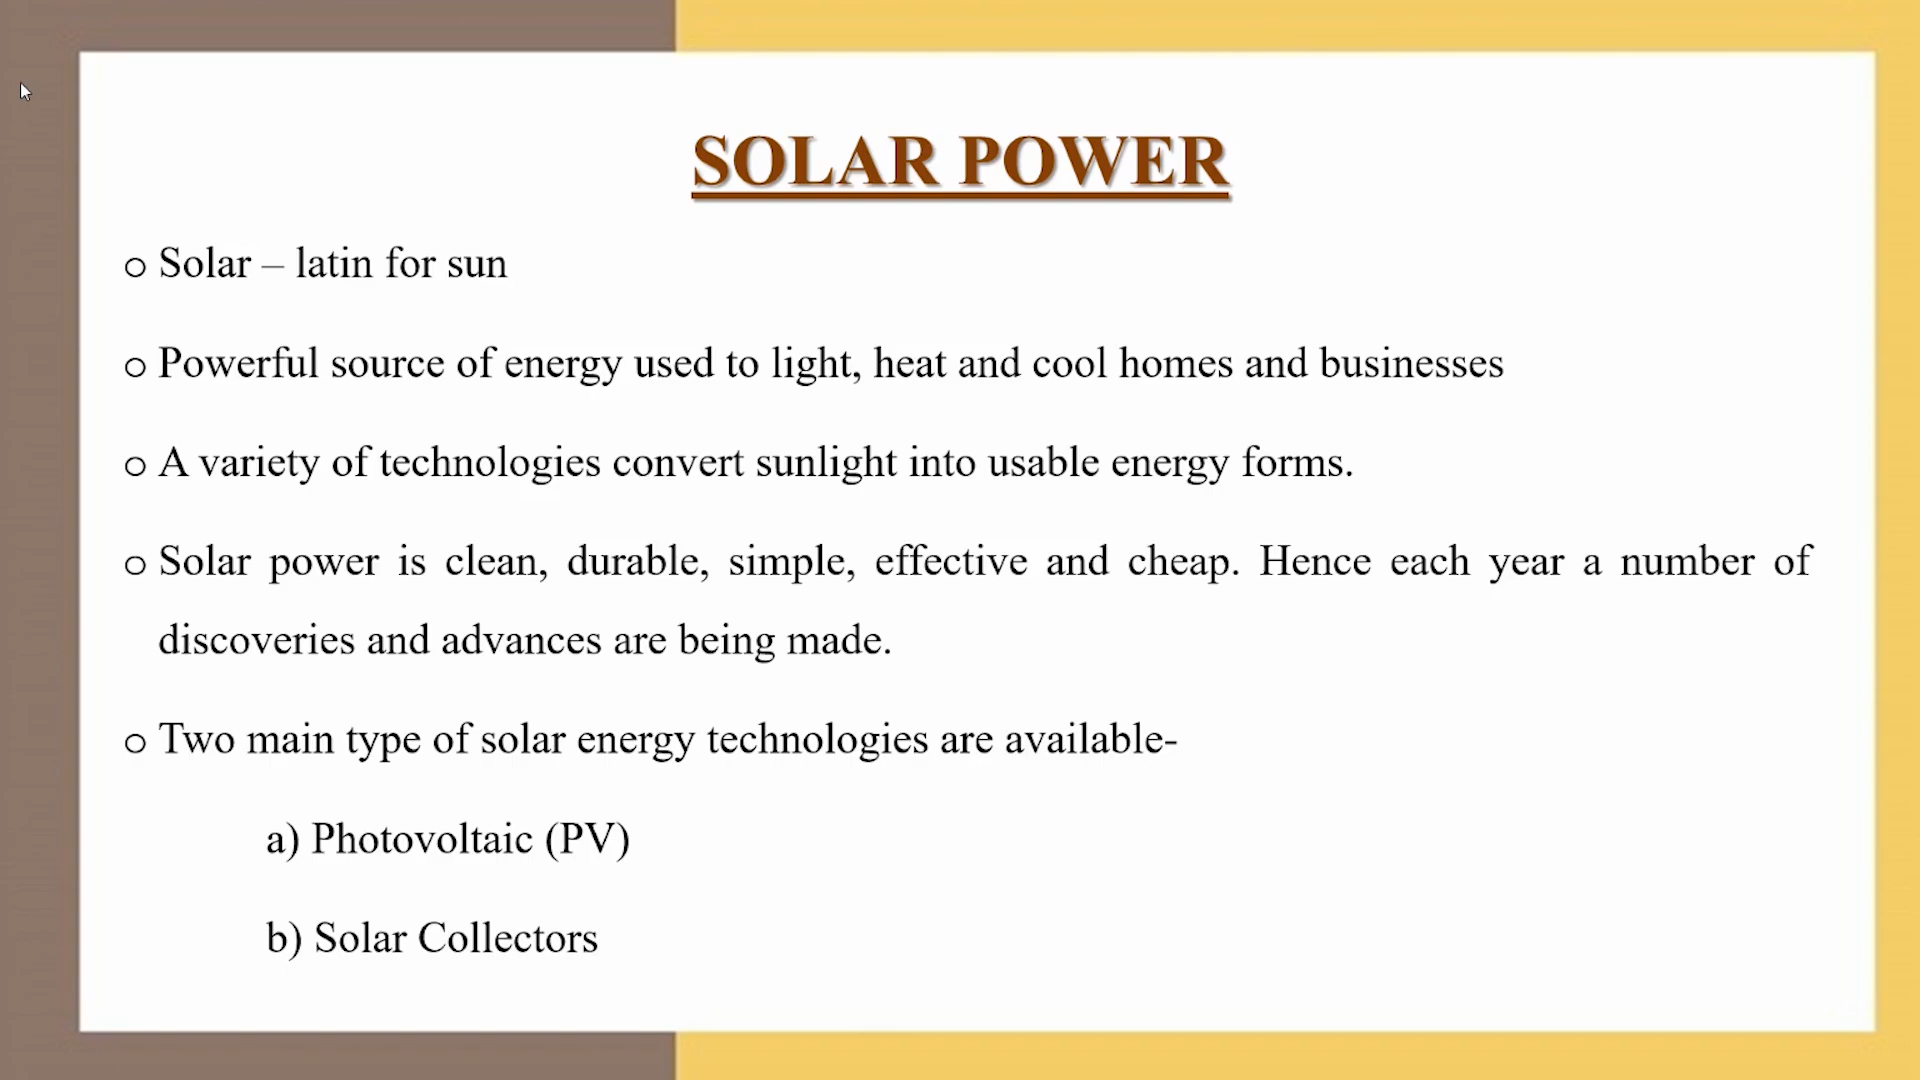 SOLAR POWER
o Solar – latin for sun
o Powerful source of energy used to light, heat and cool homes and businesses
o A variety of technologies convert sunlight into usable energy forms.
o Solar power is clean, durable, simple, effective and cheap. Hence each year a number of
discoveries and advances are being made.
o Two main type of solar energy technologies are available-
a) Photovoltaic (PV)
b) Solar Collectors